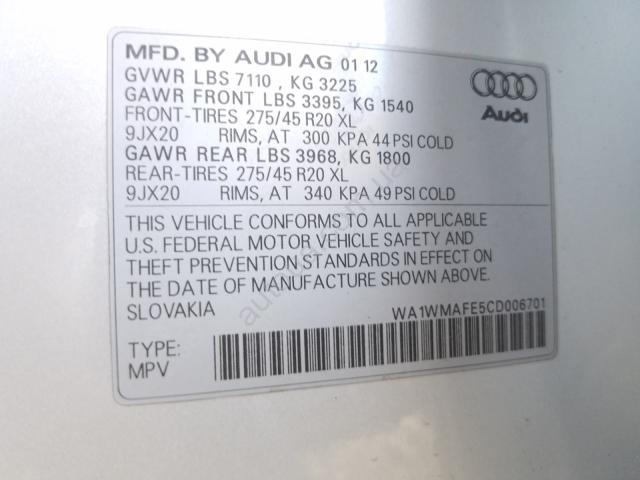 MFD. BY AUDI AG 01 12
GVWR LBS 7110 , KG 3225
GAWR FRONT LBS 3395, KG 1540
FRONT-TIRES 275/45 R20 XL
9JX20 RIMS, AT 300 KPA 44 PSI COLD
GAWR REAR LBS 3968, KG 1800
REAR-TIRES 275/45 R20 XL
9JX20 RIMS, AT 340 KPA 49 PSI COLD
Audi
THIS VEHICLE CONFORMS TO ALL APPLICABLE
U.S. FEDERAL MOTOR VEHICLE SAFETY AND
THEFT PREVENTION STANDARDS IN EFFECT ON
THE DATE OF MANUFACTURE SHOWN ABOVE.
SLOVAKIA WA1WMAFE5CD006701
TYPE:
MPV